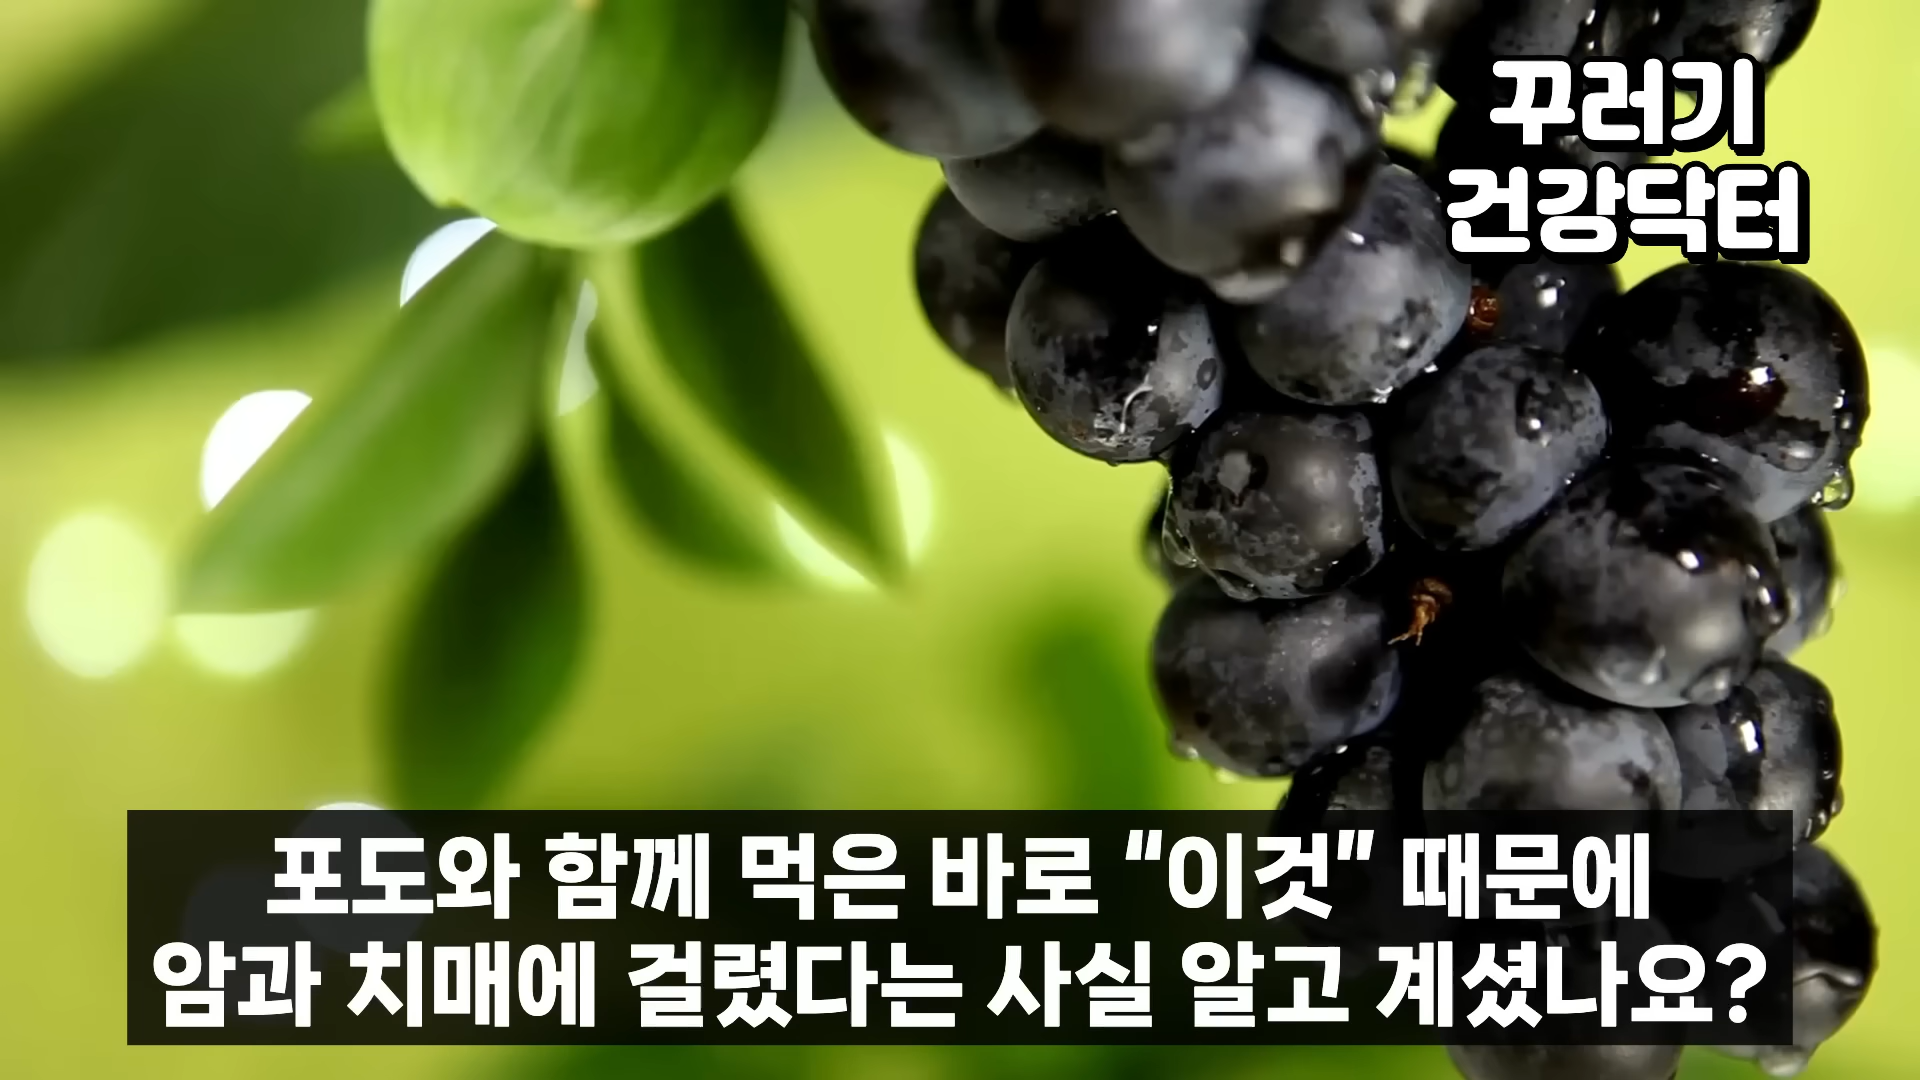 꾸러기
건강닥터
포도와 함께 먹은 바로 “이것” 때문에
암과 치매에 걸렸다는 사실 알고 계셨나요?